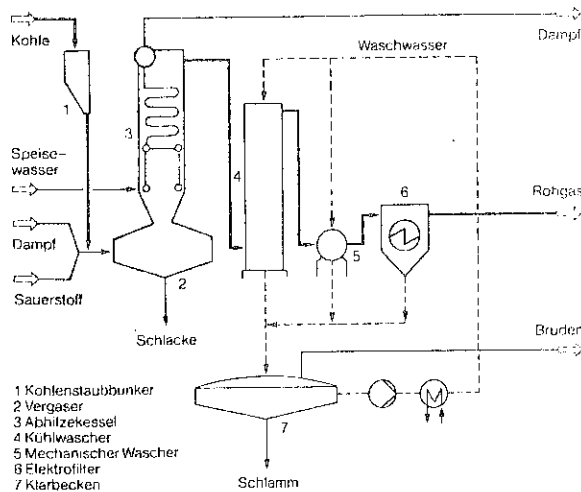 Kohle
Dampf
Waschwasser
1
3
Speise-
wasser
4
6
Rohgas
Dampf
5
Sauerstoff
2
Schlacke
Brüden
1 Kohlenstaubbunker
2 Vergaser
3 Abhitzekessel
4 Kühlwascher
5 Mechanischer Wascher
6 Elektrofilter
7 Klärbecken
7
Schlamm